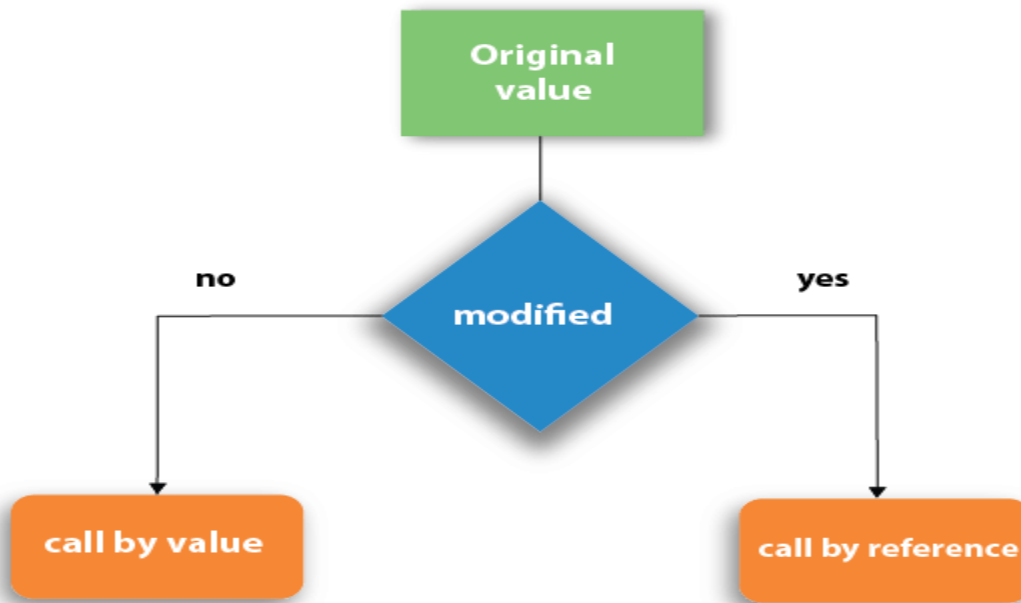 Original
value
no
yes
modified
call by value
call by reference